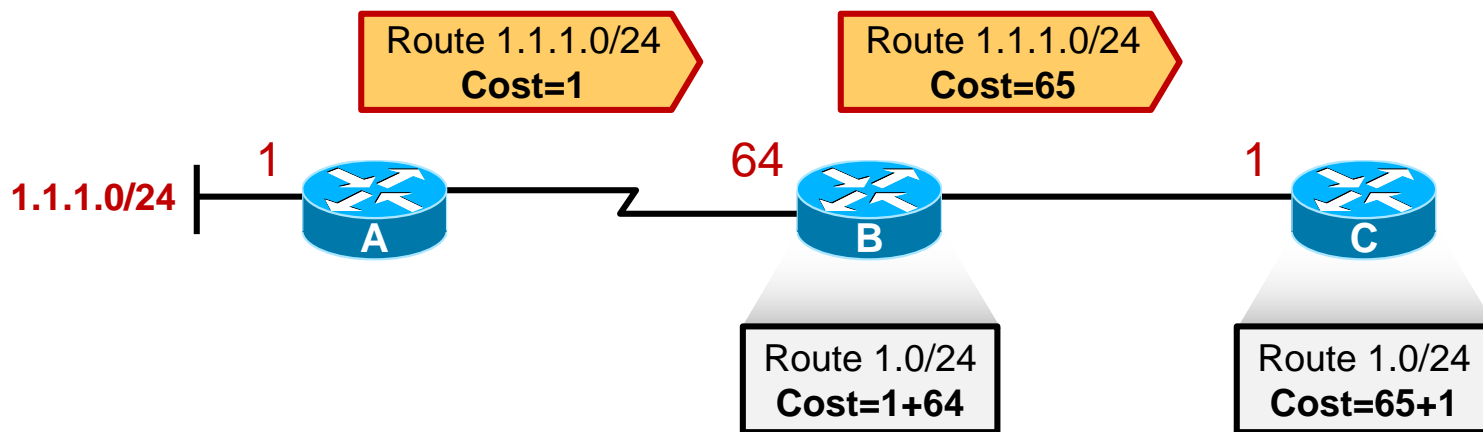 Route 1.1.1.0/24
Cost=1
Route 1.1.1.0/24
Cost=65
1.1.1.0/24
1
64
1
A
B
C
Route 1.0/24
Cost=1+64
Route 1.0/24
Cost=65+1